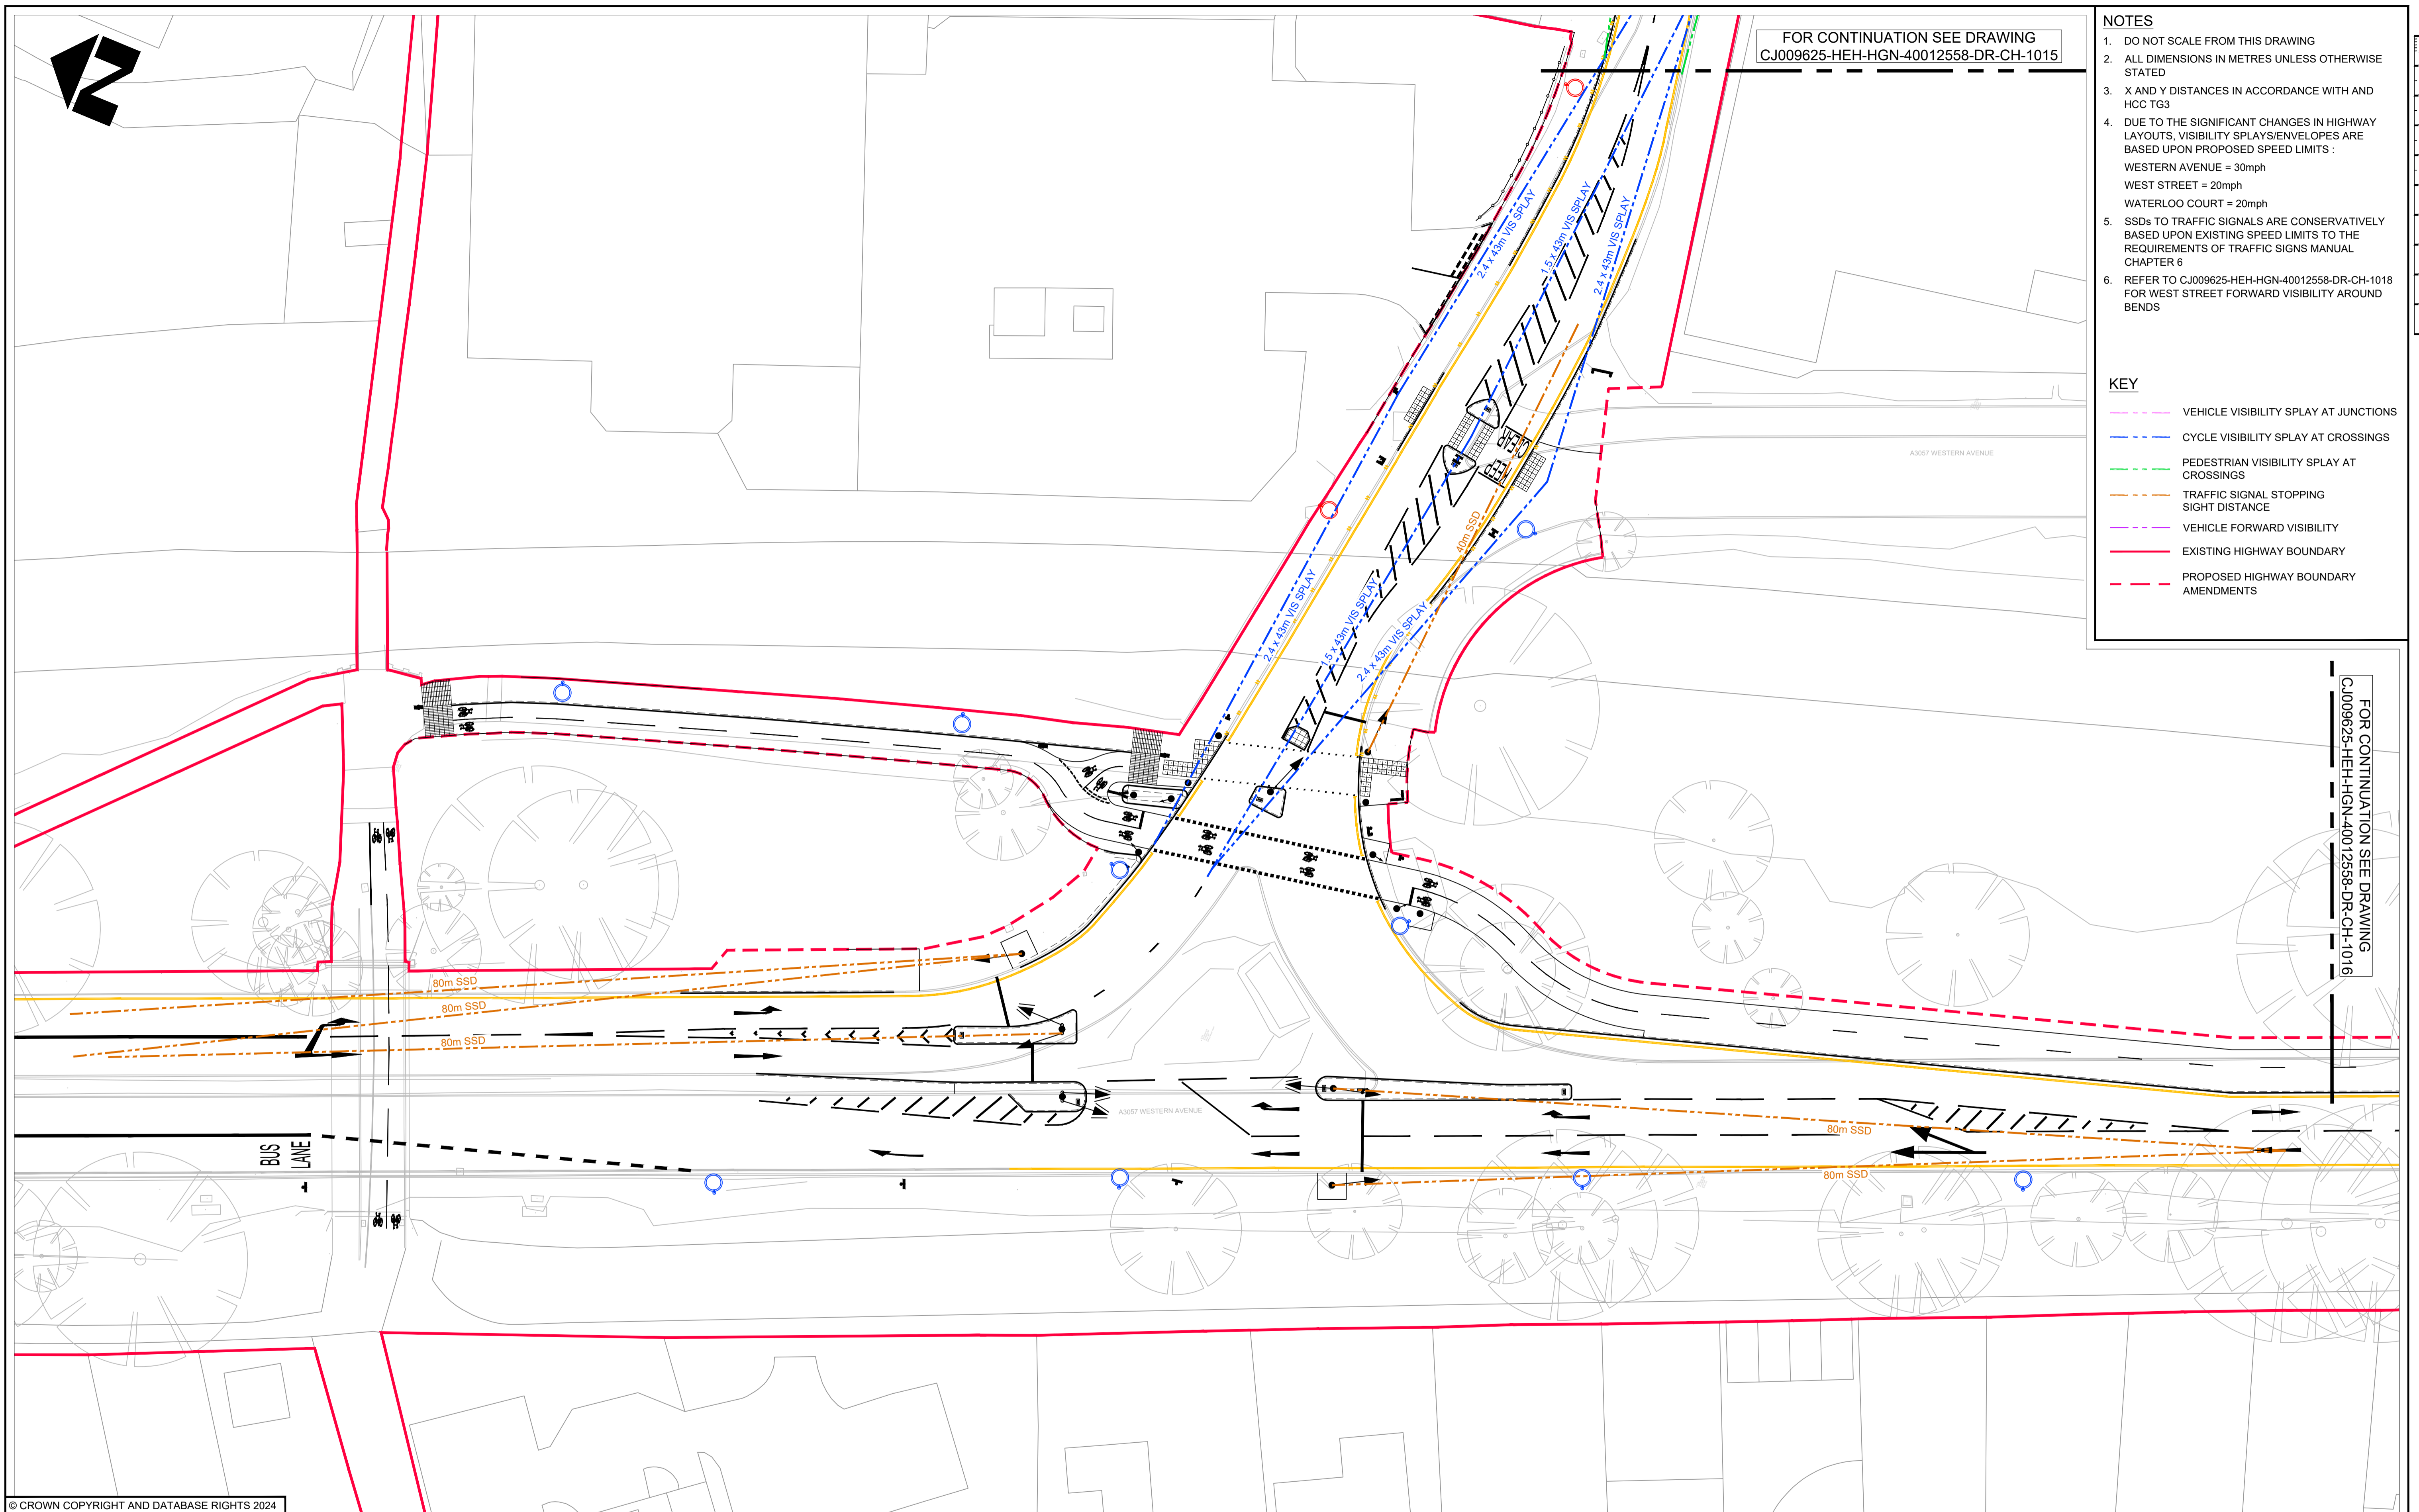 FOR CONTINUATION SEE DRAWING
CJ009625-HEH-HGN-40012558-DR-CH-1015
NOTES
1. DO NOT SCALE FROM THIS DRAWING
2. ALL DIMENSIONS IN METRES UNLESS OTHERWISE
STATED
3. X AND Y DISTANCES IN ACCORDANCE WITH AND
HCC TG3
4. DUE TO THE SIGNIFICANT CHANGES IN HIGHWAY
LAYOUTS, VISIBILITY SPLAYS/ENVELOPES ARE
BASED UPON PROPOSED SPEED LIMITS :
WESTERN AVENUE = 30mph
WEST STREET = 20mph
WATERLOO COURT = 20mph
5. SSDs TO TRAFFIC SIGNALS ARE CONSERVATIVELY
BASED UPON EXISTING SPEED LIMITS TO THE
REQUIREMENTS OF TRAFFIC SIGNS MANUAL
CHAPTER 6
6. REFER TO CJ009625-HEH-HGN-40012558-DR-CH-1018
FOR WEST STREET FORWARD VISIBILITY AROUND
BENDS
KEY
VEHICLE VISIBILITY SPLAY AT JUNCTIONS
CYCLE VISIBILITY SPLAY AT CROSSINGS
PEDESTRIAN VISIBILITY SPLAY AT
CROSSINGS
TRAFFIC SIGNAL STOPPING
SIGHT DISTANCE
VEHICLE FORWARD VISIBILITY
EXISTING HIGHWAY BOUNDARY
PROPOSED HIGHWAY BOUNDARY
AMENDMENTS
2.4 x 43m VIS SPLAY
1.5 x 43m VIS SPLAY
2.4 x 43m VIS SPLAY
BUS
A3057 WESTERN AVENUE
40m SSD
2.4 x 43m VIS SPLAY
1.5 x 43m VIS SPLAY
2.4 x 43m VIS SPLAY
FOR CONTINUATION SEE DRAWING
CJ009625-HEH-HGN-40012558-DR-CH-1016
80m SSD
80m SSD
80m SSD
A3057 WESTERN AVENUE
80m SSD
80m SSD
BUS
LANE
© CROWN COPYRIGHT AND DATABASE RIGHTS 2024